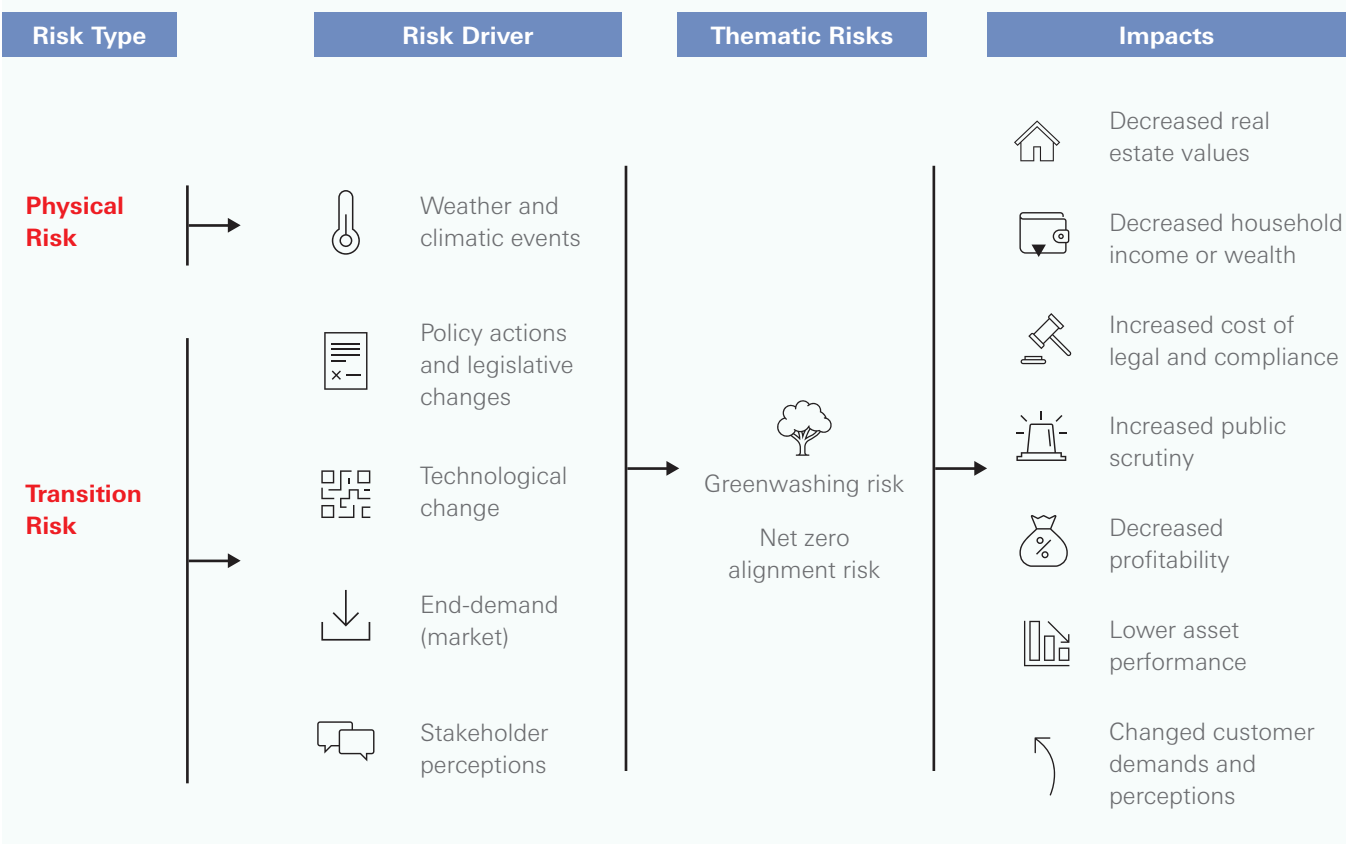 Risk Type
Risk Driver
Thematic Risks
Impacts
Physical
Risk
Transition
Risk
Weather and
climatic events
Policy actions
and legislative
changes
Technological
change
End-demand
(market)
Stakeholder
perceptions
Greenwashing risk
Net zero
alignment risk
Decreased real
estate values
Decreased household
income or wealth
Increased cost of
legal and compliance
Increased public
scrutiny
Decreased
profitability
Lower asset
performance
Changed customer
demands and
perceptions